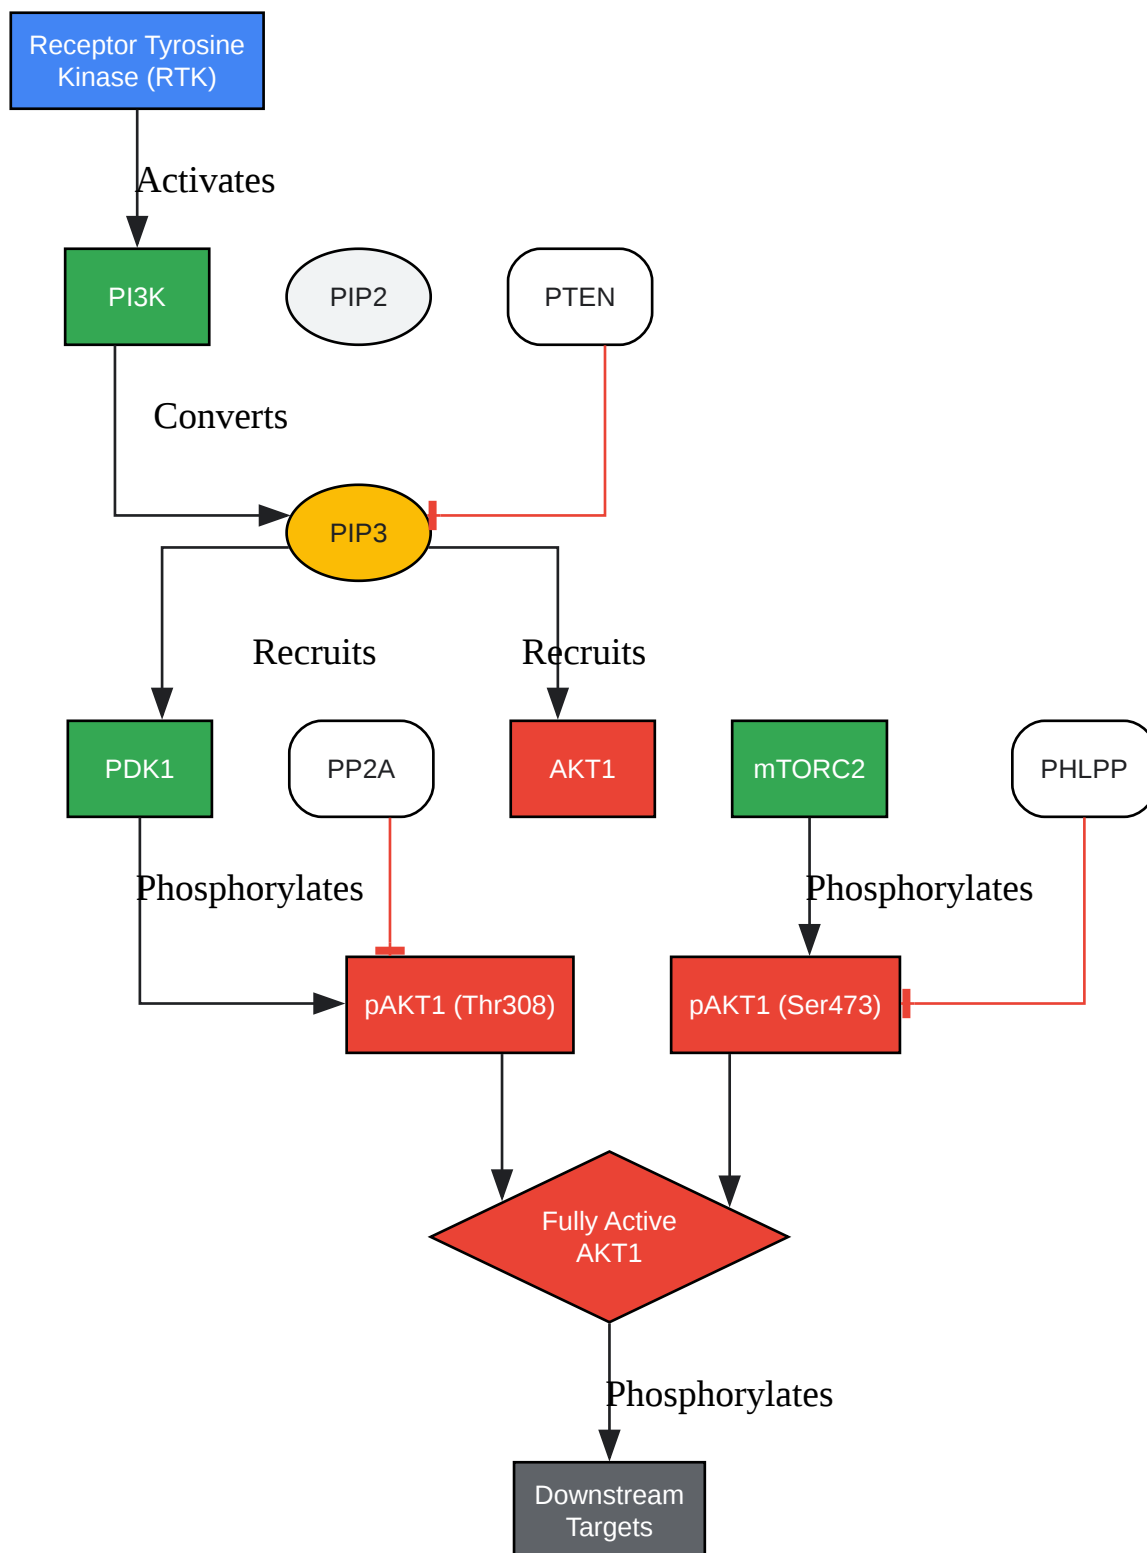 Receptor Tyrosine
Kinase (RTK)
Activates
PI3K
PIP2
PTEN
Converts
PIP3
Recruits
Recruits
PDK1
PP2A
AKT1
mTORC2
PHLPP
Phosphorylates
Phosphorylates
pAKT1 (Thr308)
pAKT1 (Ser473)
Fully Active
AKT1
Phosphorylates
Downstream
Targets